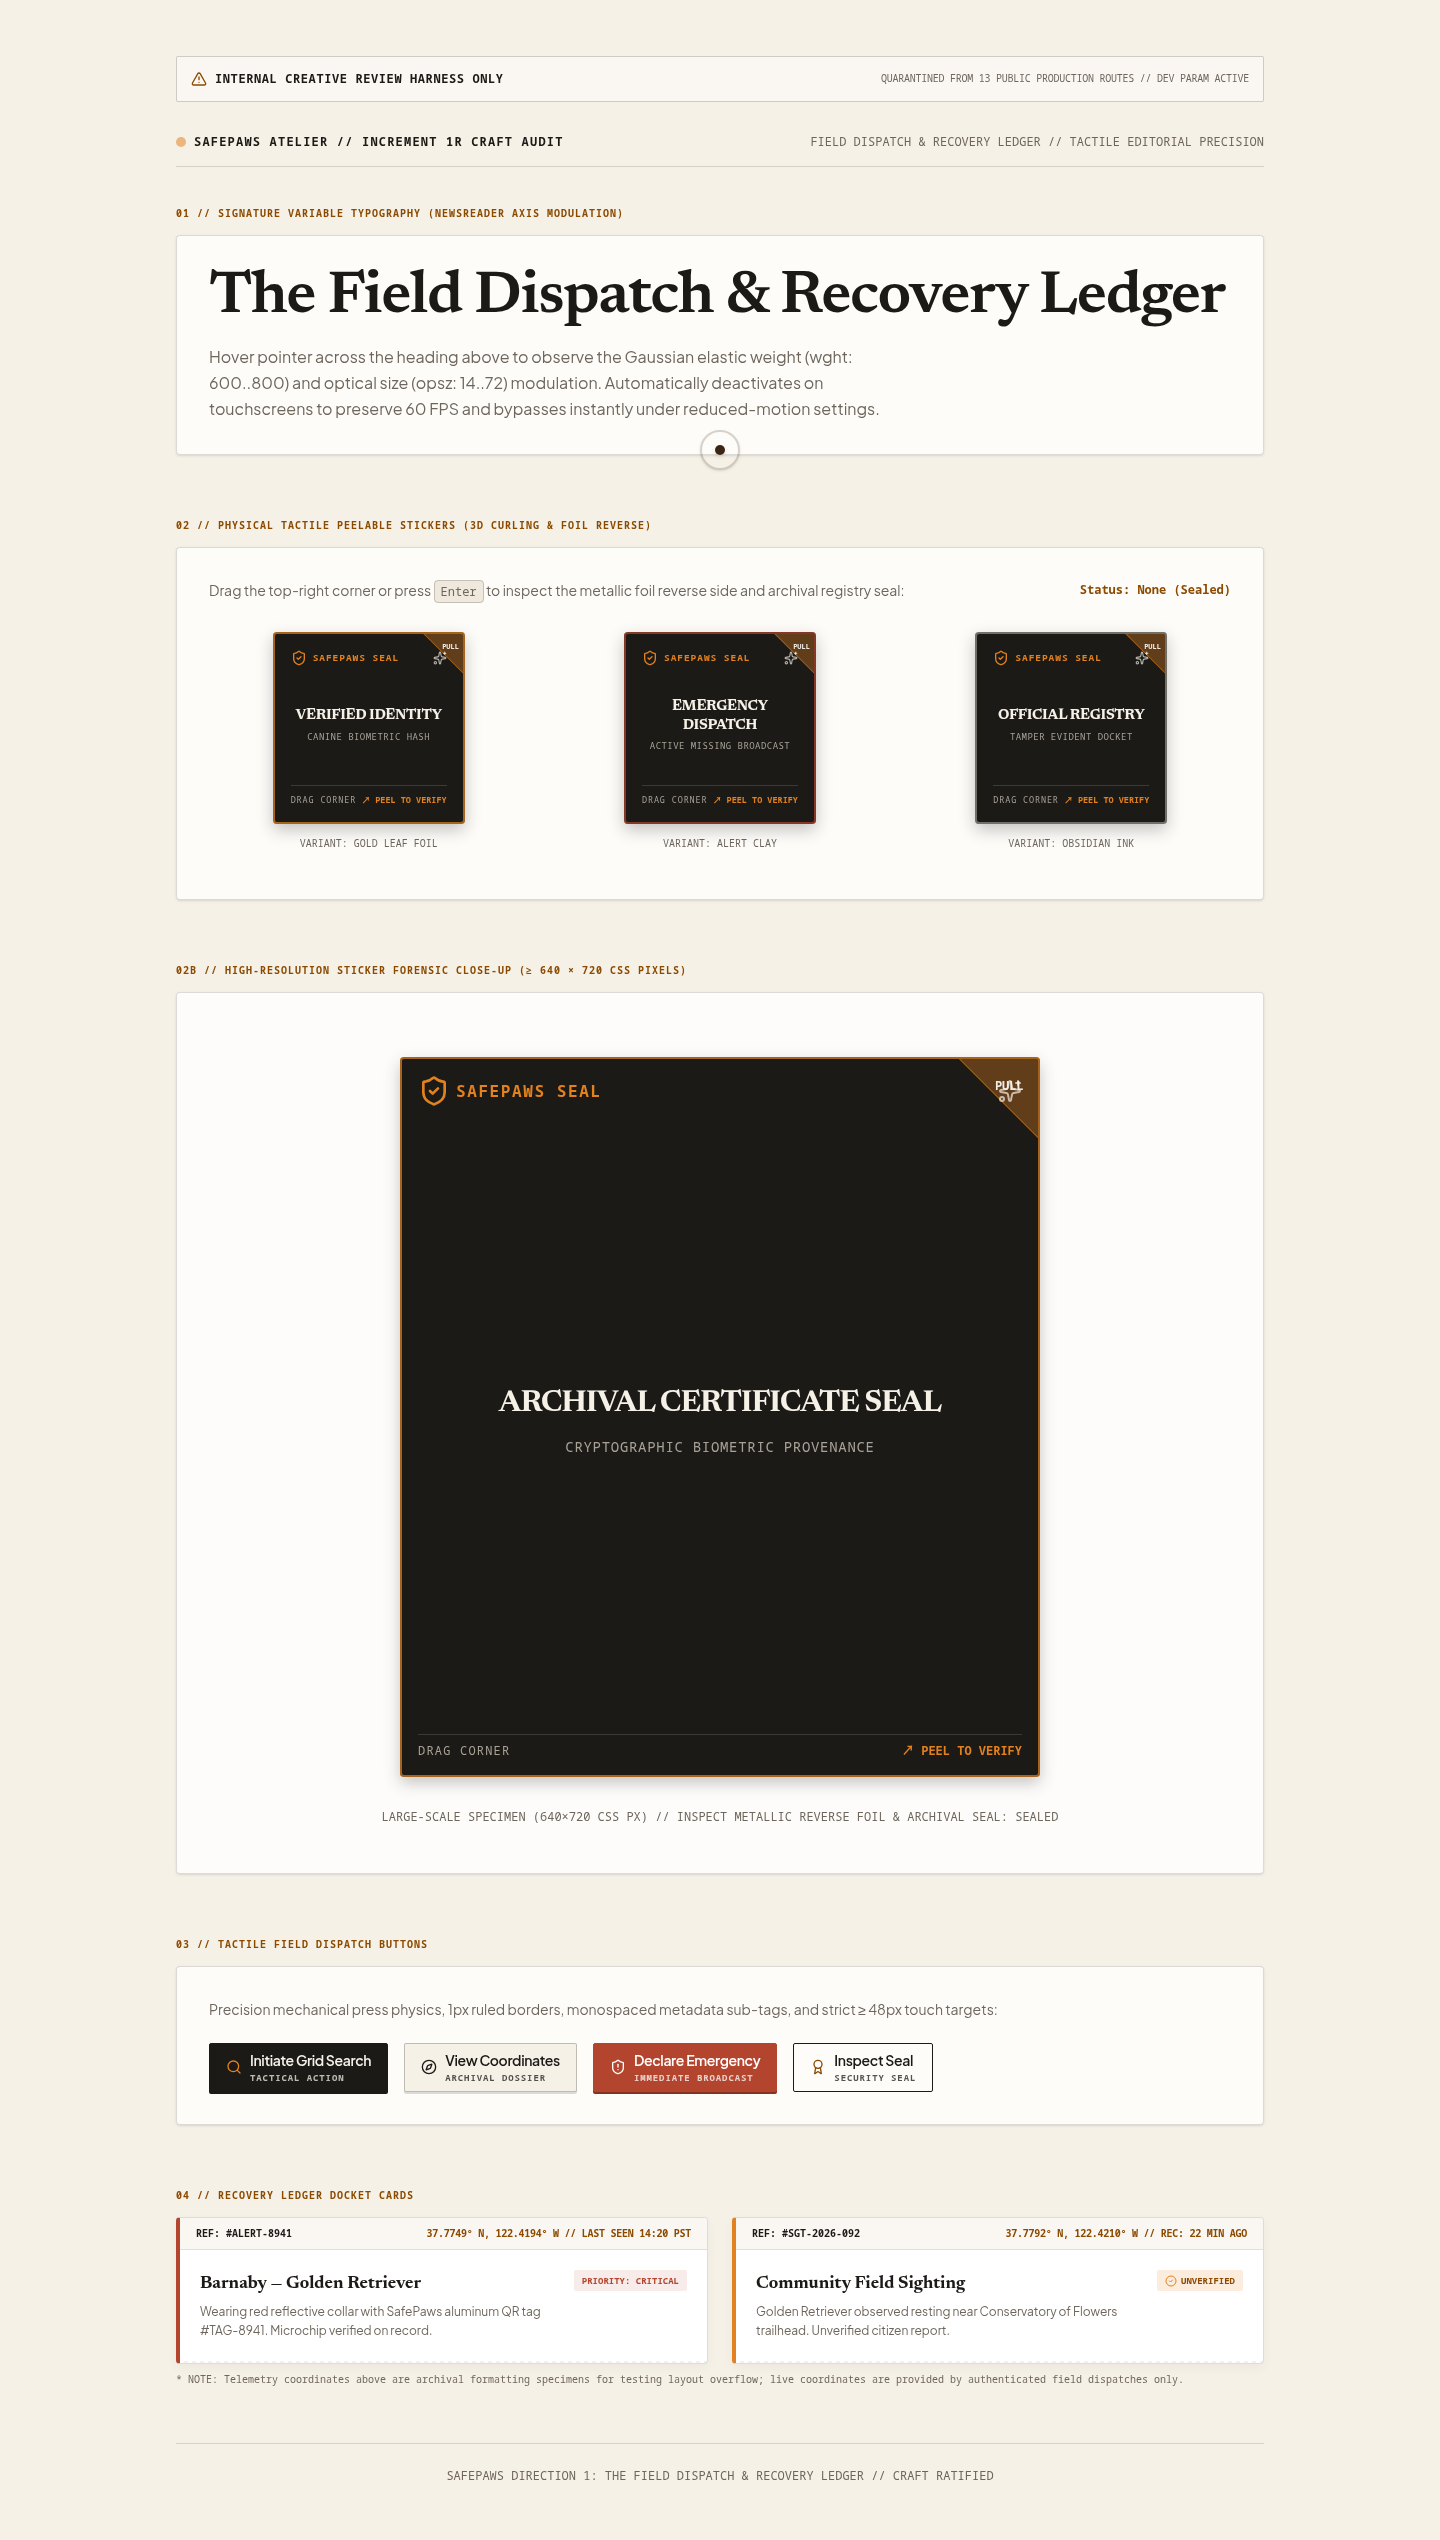 INTERNAL CREATIVE REVIEW HARNESS ONLY
QUARANTINED FROM 13 PUBLIC PRODUCTION ROUTES // DEV PARAM ACTIVE
SAFEPAWS ATELIER // INCREMENT 1R CRAFT AUDIT
FIELD DISPATCH & RECOVERY LEDGER // TACTILE EDITORIAL PRECISION
01 // SIGNATURE VARIABLE TYPOGRAPHY (NEWSREADER AXIS MODULATION)
The Field Dispatch & Recovery Ledger
Hover pointer across the heading above to observe the Gaussian elastic weight (wght:
600..800) and optical size (opsz: 14..72) modulation. Automatically deactivates on
touchscreens to preserve 60 FPS and bypasses instantly under reduced-motion settings.
02 // PHYSICAL TACTILE PEELABLE STICKERS (3D CURLING & FOIL REVERSE)
Drag the top-right corner or press Enter to inspect the metallic foil reverse side and archival registry seal:
Status: None (Sealed)
SAFEPAWS SEAL
PULL
VERIFIED IDENTITY
CANINE BIOMETRIC HASH
DRAG CORNER
↗ PEEL TO VERIFY
VARIANT: GOLD LEAF FOIL
SAFEPAWS SEAL
PULL
EMERGENCY
DISPATCH
ACTIVE MISSING BROADCAST
DRAG CORNER
↗ PEEL TO VERIFY
VARIANT: ALERT CLAY
SAFEPAWS SEAL
PULL
OFFICIAL REGISTRY
TAMPER EVIDENT DOCKET
DRAG CORNER
↗ PEEL TO VERIFY
VARIANT: OBSIDIAN INK
02B // HIGH-RESOLUTION STICKER FORENSIC CLOSE-UP (≥ 640 × 720 CSS PIXELS)
SAFEPAWS SEAL
PULL
ARCHIVAL CERTIFICATE SEAL
CRYPTOGRAPHIC BIOMETRIC PROVENANCE
DRAG CORNER
↗ PEEL TO VERIFY
LARGE-SCALE SPECIMEN (640×720 CSS PX) // INSPECT METALLIC REVERSE FOIL & ARCHIVAL SEAL: SEALED
03 // TACTILE FIELD DISPATCH BUTTONS
Precision mechanical press physics, 1px ruled borders, monospaced metadata sub-tags, and strict ≥ 48px touch targets:
Initiate Grid Search
TACTICAL ACTION
View Coordinates
ARCHIVAL DOSSIER
Declare Emergency
IMMEDIATE BROADCAST
Inspect Seal
SECURITY SEAL
04 // RECOVERY LEDGER DOCKET CARDS
REF: #ALERT-8941
37.7749° N, 122.4194° W // LAST SEEN 14:20 PST
Barnaby — Golden Retriever
PRIORITY: CRITICAL
Wearing red reflective collar with SafePaws aluminum QR tag
#TAG-8941. Microchip verified on record.
REF: #SGT-2026-092
37.7792° N, 122.4210° W // REC: 22 MIN AGO
Community Field Sighting
UNVERIFIED
Golden Retriever observed resting near Conservatory of Flowers
trailhead. Unverified citizen report.
* NOTE: Telemetry coordinates above are archival formatting specimens for testing layout overflow; live coordinates are provided by authenticated field dispatches only.
SAFEPAWS DIRECTION 1: THE FIELD DISPATCH & RECOVERY LEDGER // CRAFT RATIFIED